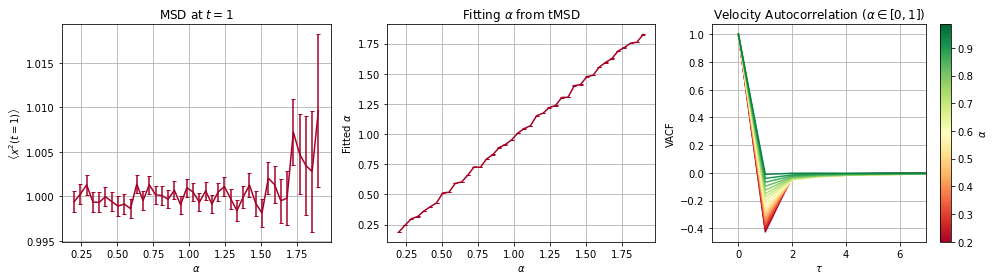 MSD at $t = 1$
1.015
1.010
1.005
1.000
0.995
⟨x²(t = 1)⟩
0.25 0.50 0.75 1.00 1.25 1.50 1.75
α
Fitting α from tMSD
1.75
1.50
1.25
1.00
0.75
0.50
0.25
Fitted α
0.25 0.50 0.75 1.00 1.25 1.50 1.75
α
Velocity Autocorrelation (α ∈ [0, 1])
1.0
0.8
0.6
0.4
0.2
0.0
−0.2
−0.4
VACF
0 2 4 6
τ
0.9
0.8
0.7
0.6
0.5
0.4
0.3
0.2
α